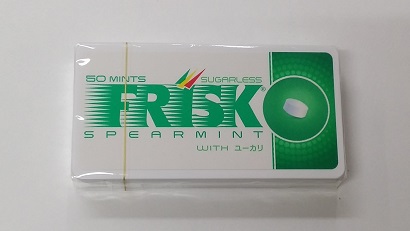 50 MINTS SUGARLESS
FRISK®
SPEARMINT
WITH ユーカリ